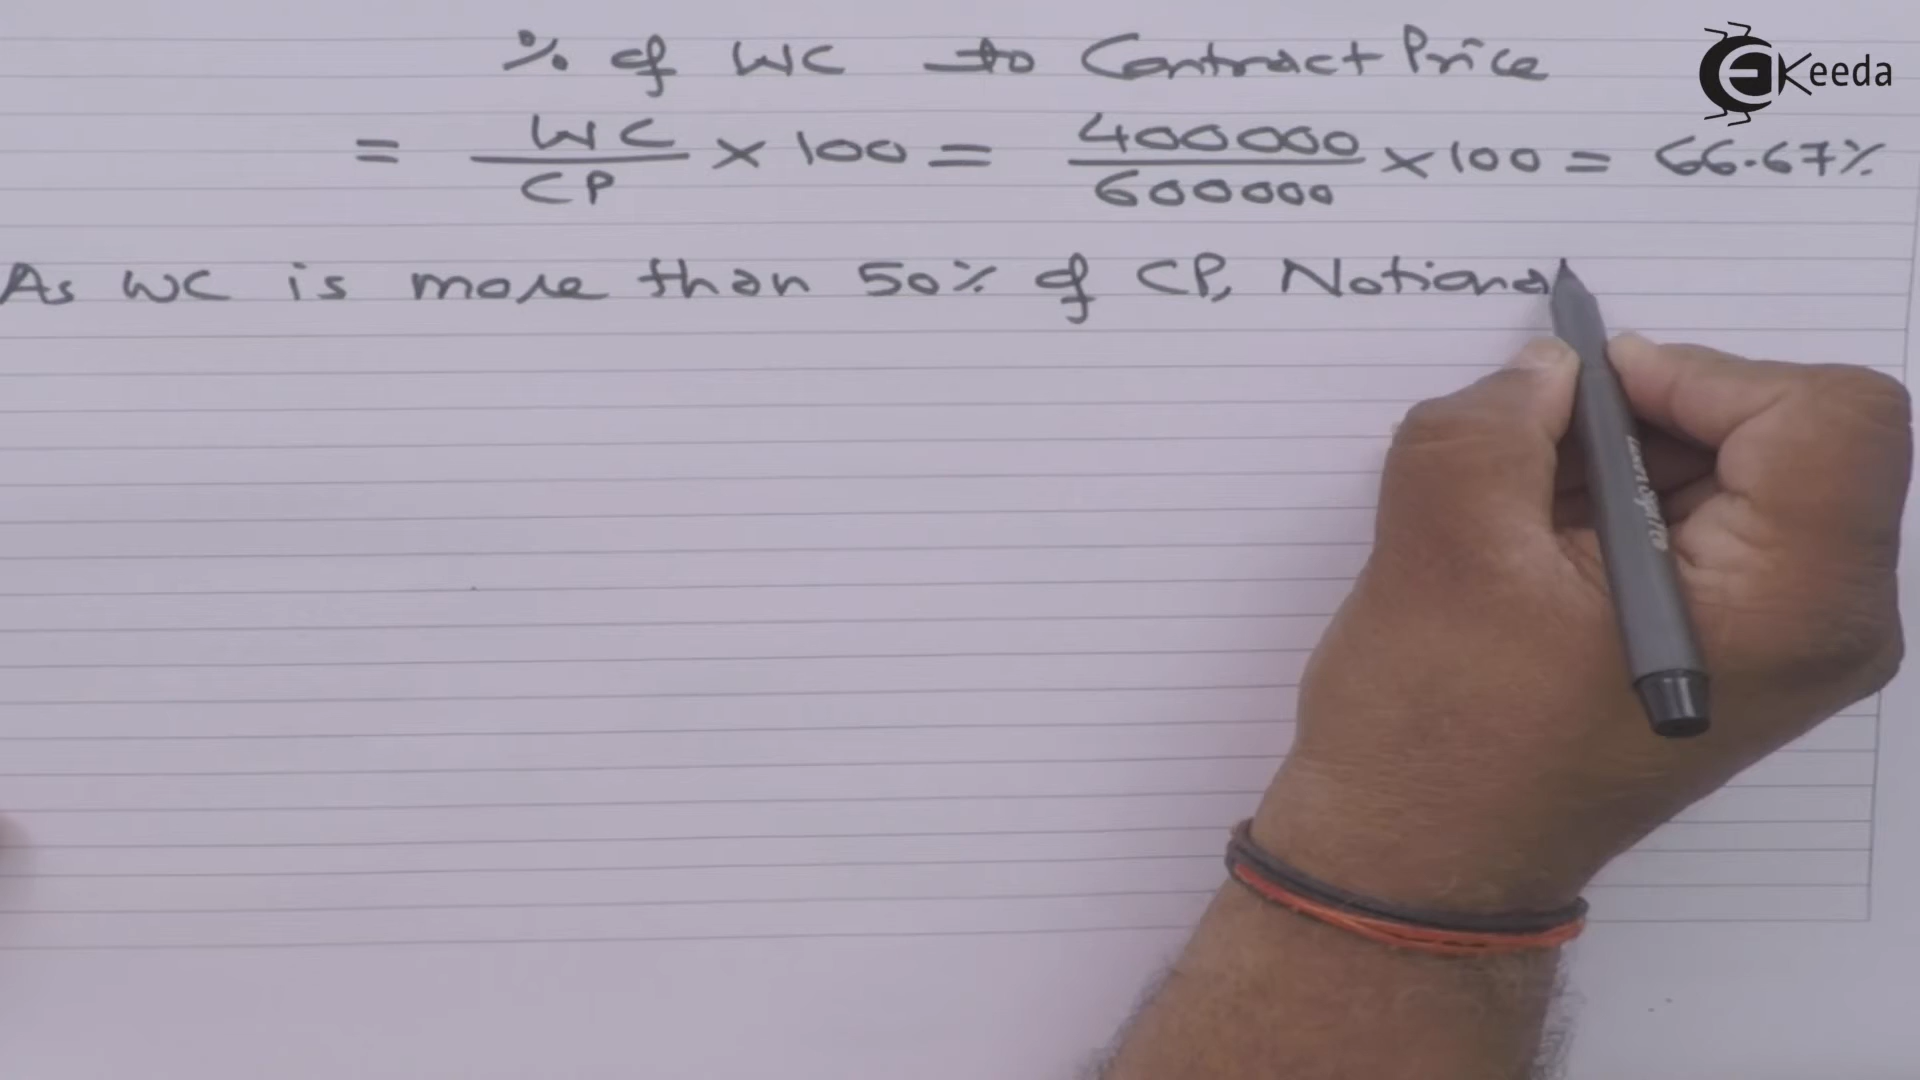 % of WC to Contract Price
= WC / CP × 100 = 400000 / 600000 × 100 = 66.67%
As WC is more than 50% of CP, Notional
EKeeda